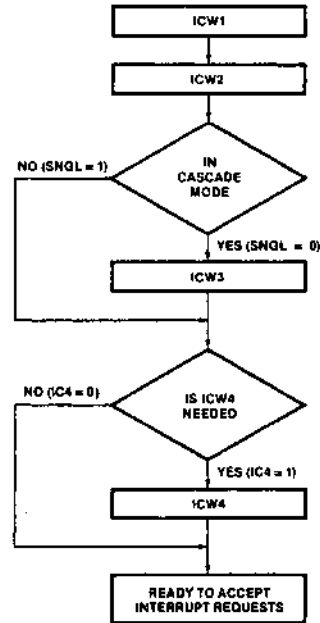 ICW1
ICW2
IN
CASCADE
MODE
NO (SNGL = 1)
YES (SNGL = 0)
ICW3
IS ICW4
NEEDED
NO (IC4 = 0)
YES (IC4 = 1)
ICW4
READY TO ACCEPT
INTERRUPT REQUESTS